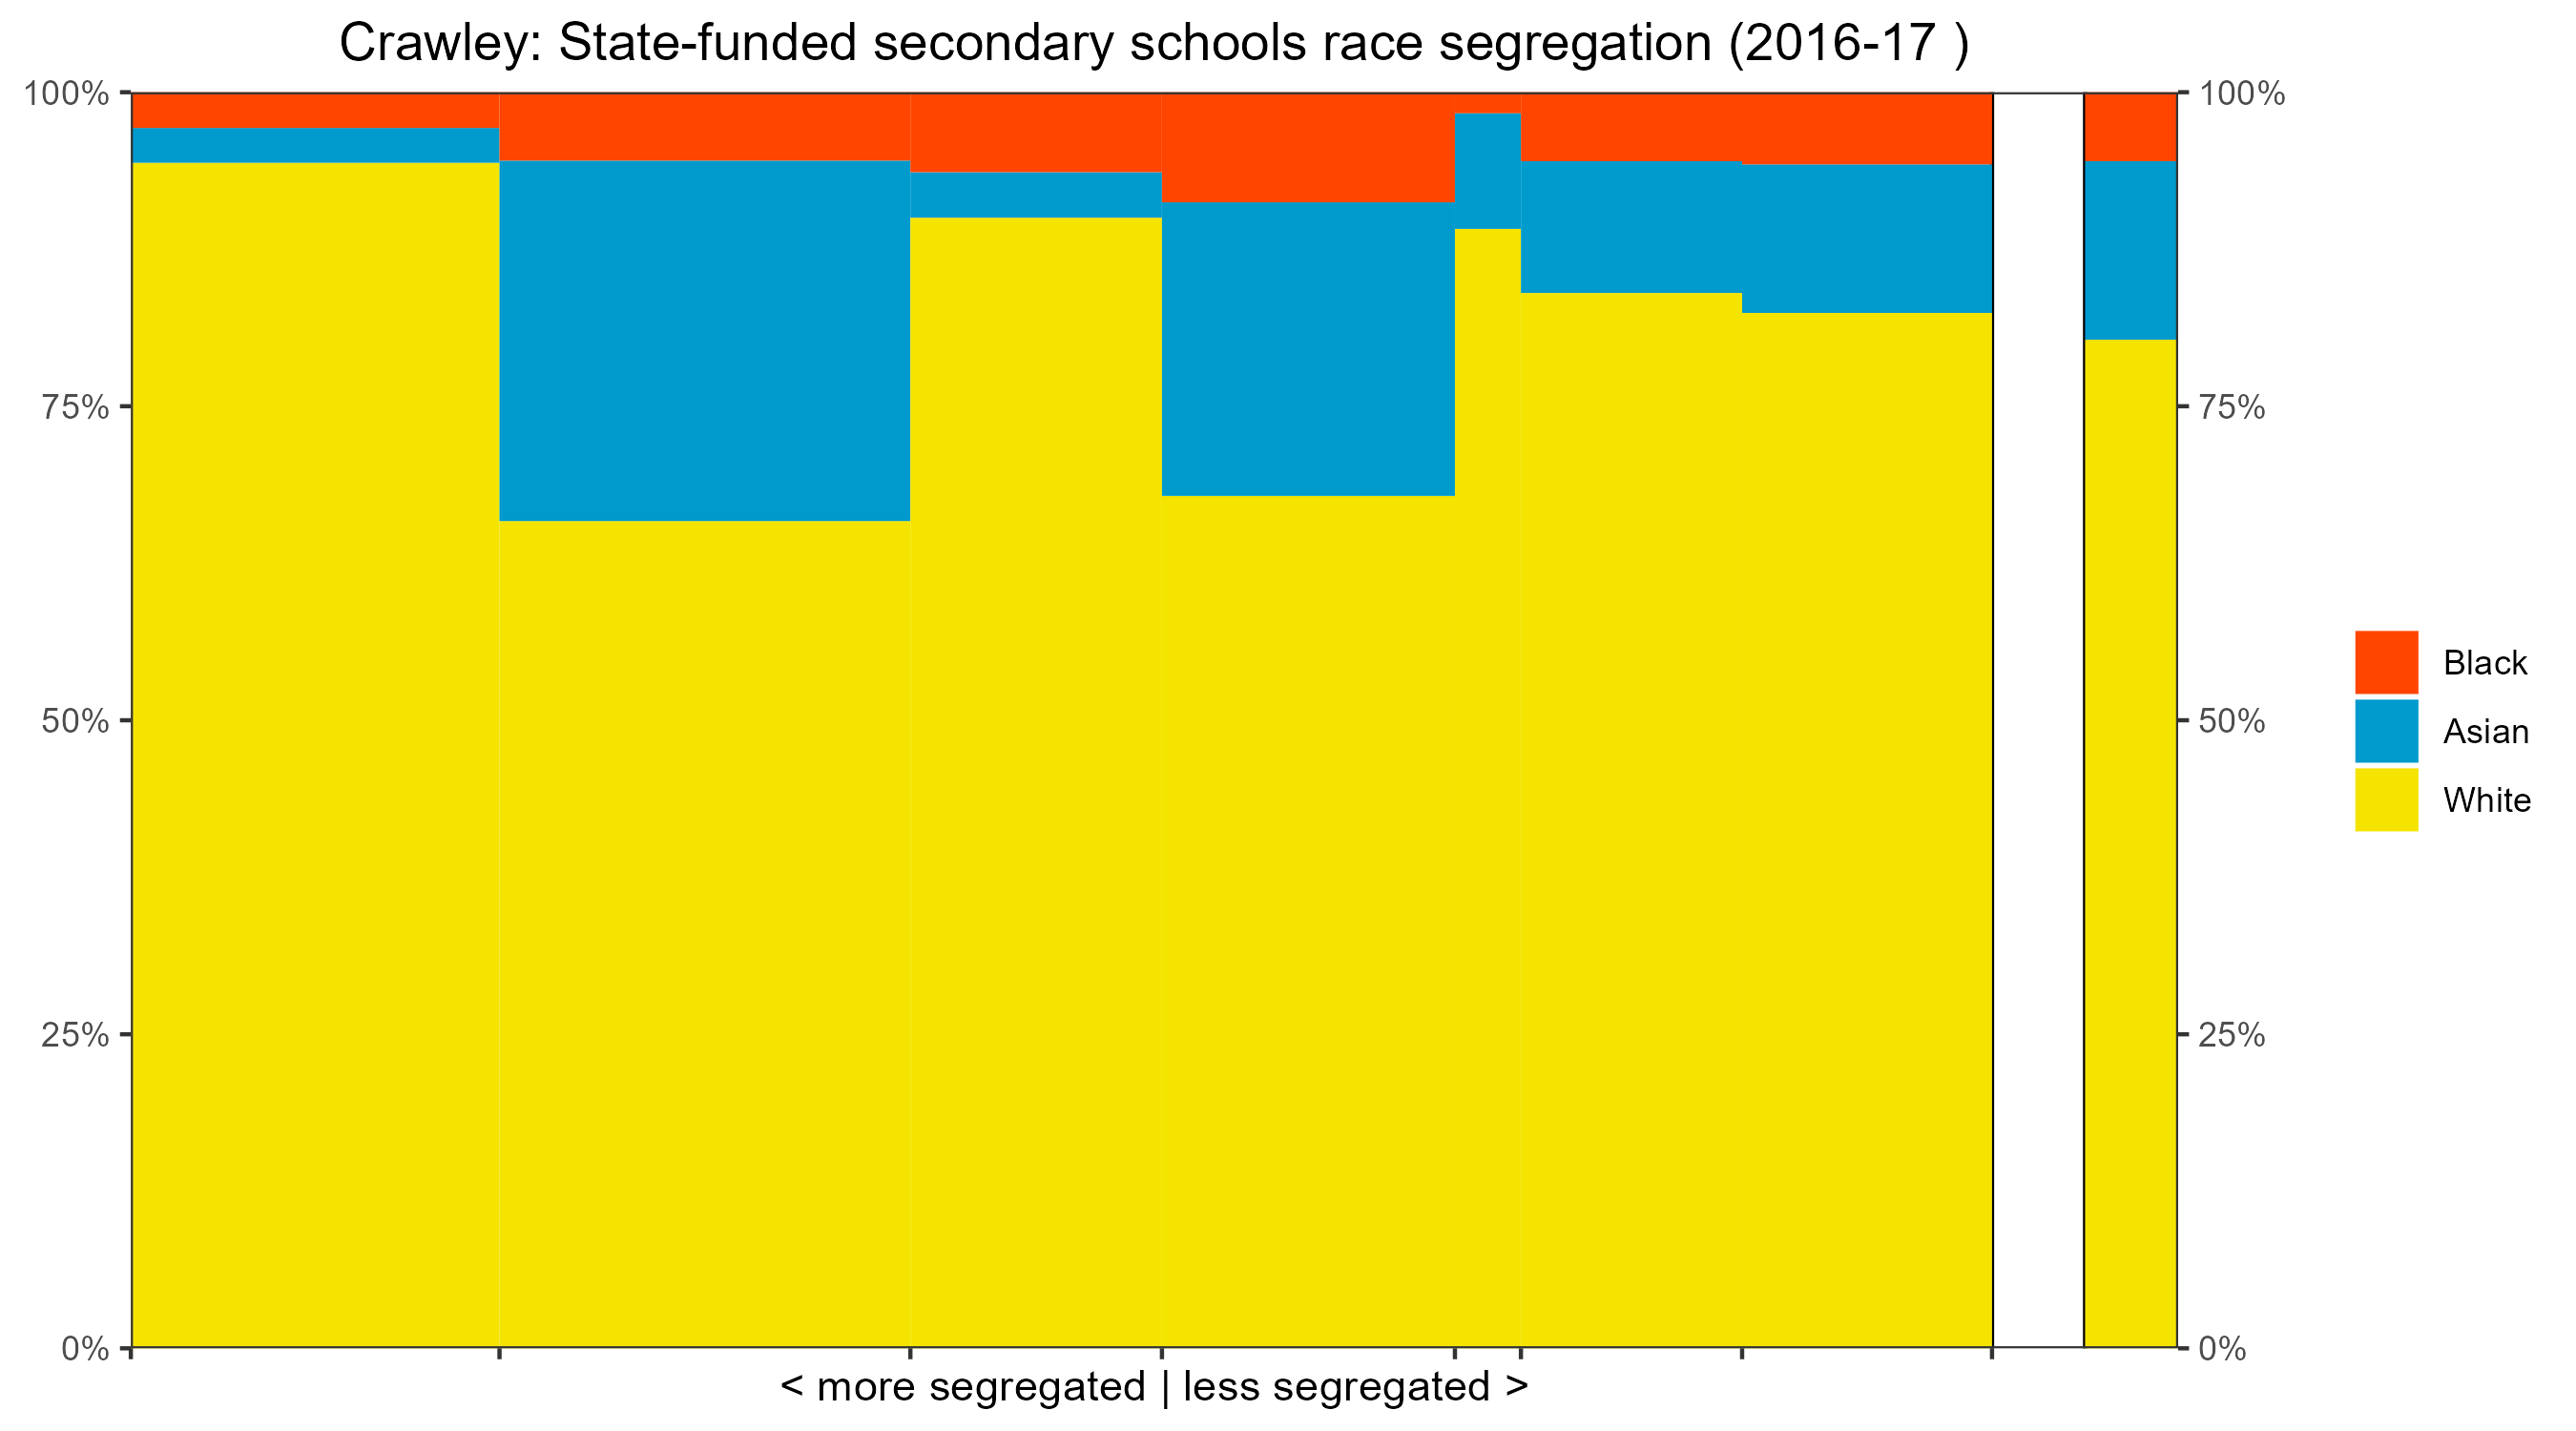 Crawley: State-funded secondary schools race segregation (2016-17 )
100%
75%
50%
25%
0%
100%
75%
50%
25%
0%
Black
Asian
White
< more segregated | less segregated >